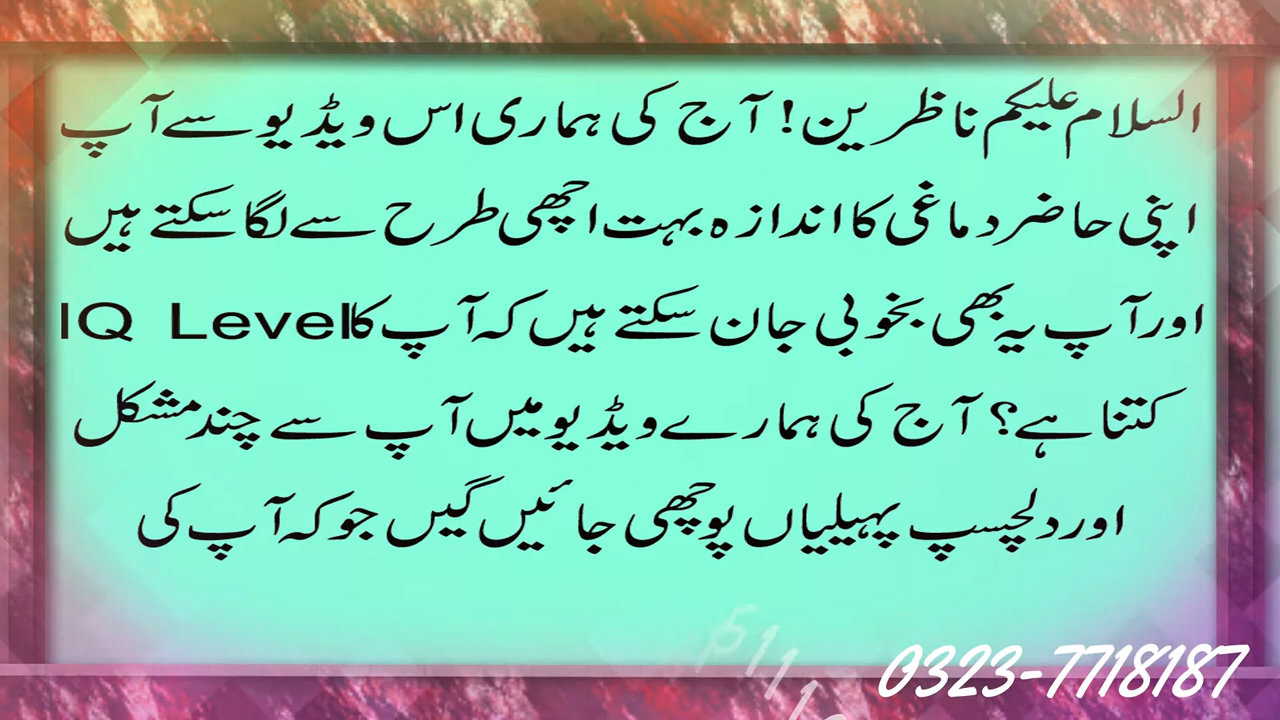 السلام علیکم ناظرین! آج کی ہماری اس ویڈیو سے آپ
اپنی حاضر دماغی کا اندازہ بہت اچھی طرح سے لگا سکتے ہیں
اور آپ یہ بھی بخوبی جان سکتے ہیں کہ آپ کا IQ Level
کتنا ہے؟ آج کی ہمارے ویڈیو میں آپ سے چند مشکل
اور دلچسپ پہیلیاں پوچھی جائیں گیں جو کہ آپ کی
0323-7718187